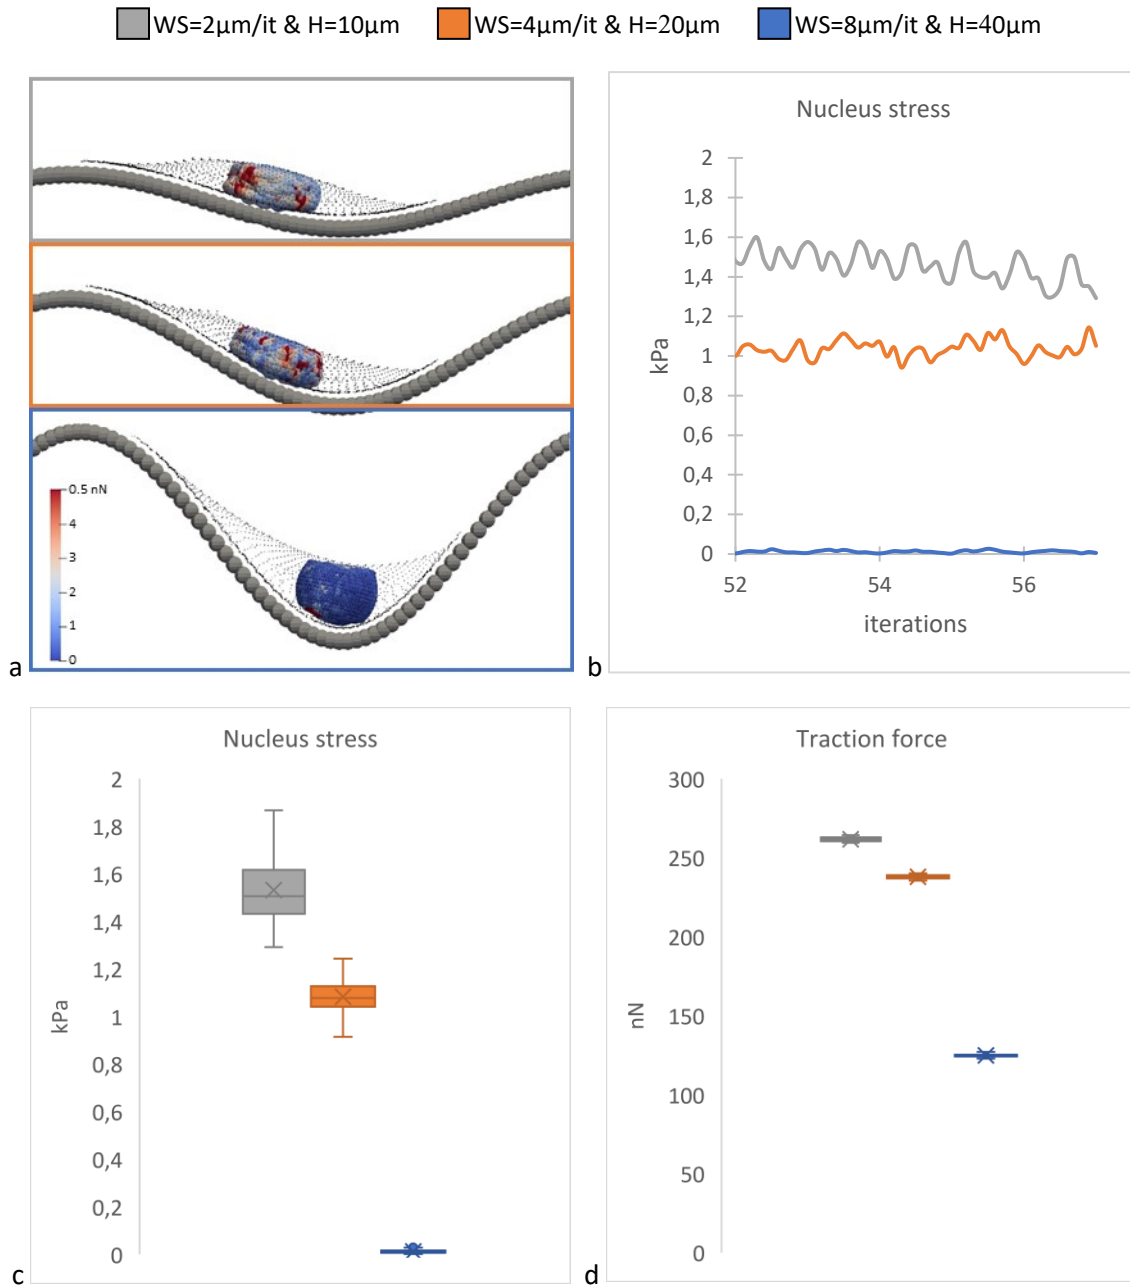 WS=2µm/it & H=10µm WS=4µm/it & H=20µm WS=8µm/it & H=40µm
0.5 nN
4
3
2
1
0
a
Nucleus stress
2
1,8
1,6
1,4
1,2
1
0,8
0,6
0,4
0,2
0
kPa
52 54 56
iterations
b
Nucleus stress
2
1,8
1,6
1,4
1,2
1
0,8
0,6
0,4
0,2
0
kPa
c
Traction force
300
250
200
150
100
50
0
nN
d